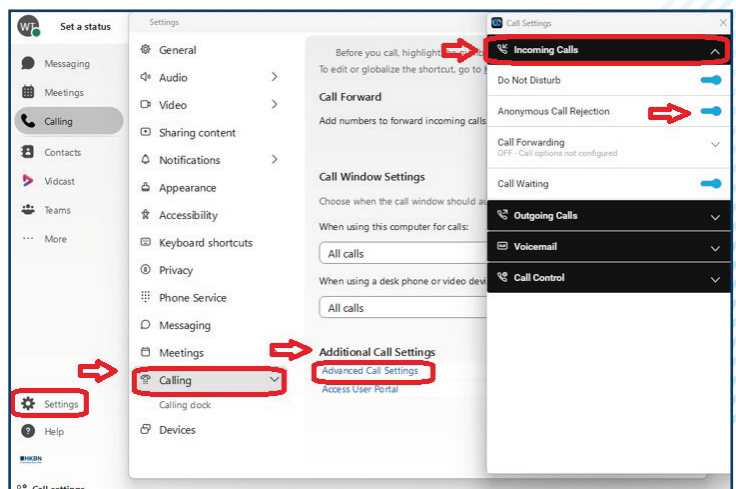 WT
Set a status
Messaging
Meetings
Calling
Contacts
Vidcast
Teams
More
Settings
Help
HKBN
Call settings
Settings
General
Audio
Video
Sharing content
Notifications
Appearance
Accessibility
Keyboard shortcuts
Privacy
Phone Service
Messaging
Meetings
Calling
Calling dock
Devices
Before you call, highlight
To edit or globalize the shortcut, go to
Call Forward
Add numbers to forward incoming calls
Call Window Settings
Choose when the call window should
When using this computer for calls:
All calls
When using a desk phone or video
All calls
Additional Call Settings
Advanced Call Settings
Access User Portal
Call Settings
Incoming Calls
Do Not Disturb
Anonymous Call Rejection
Call Forwarding
OFF - Call options not configured
Call Waiting
Outgoing Calls
Voicemail
Call Control